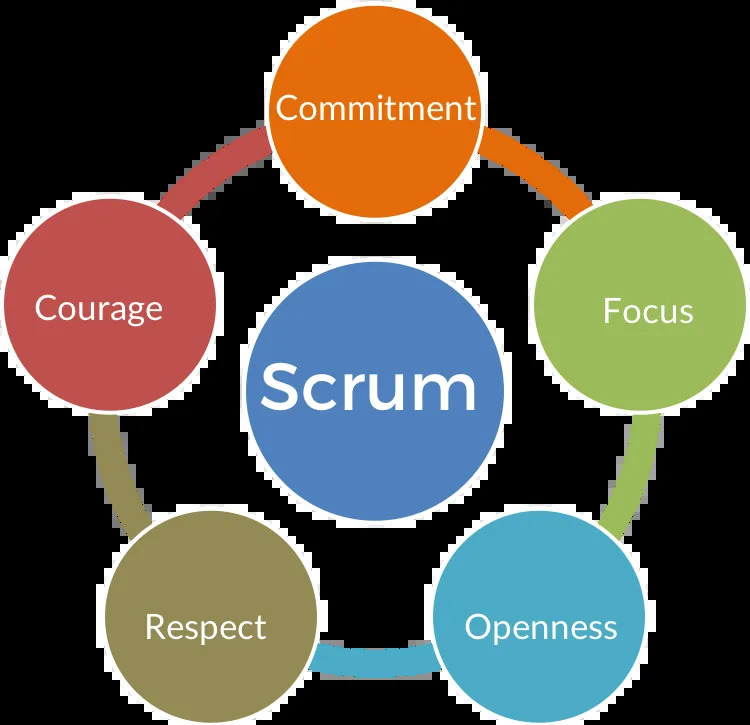 Commitment
Courage
Focus
Scrum
Respect
Openness